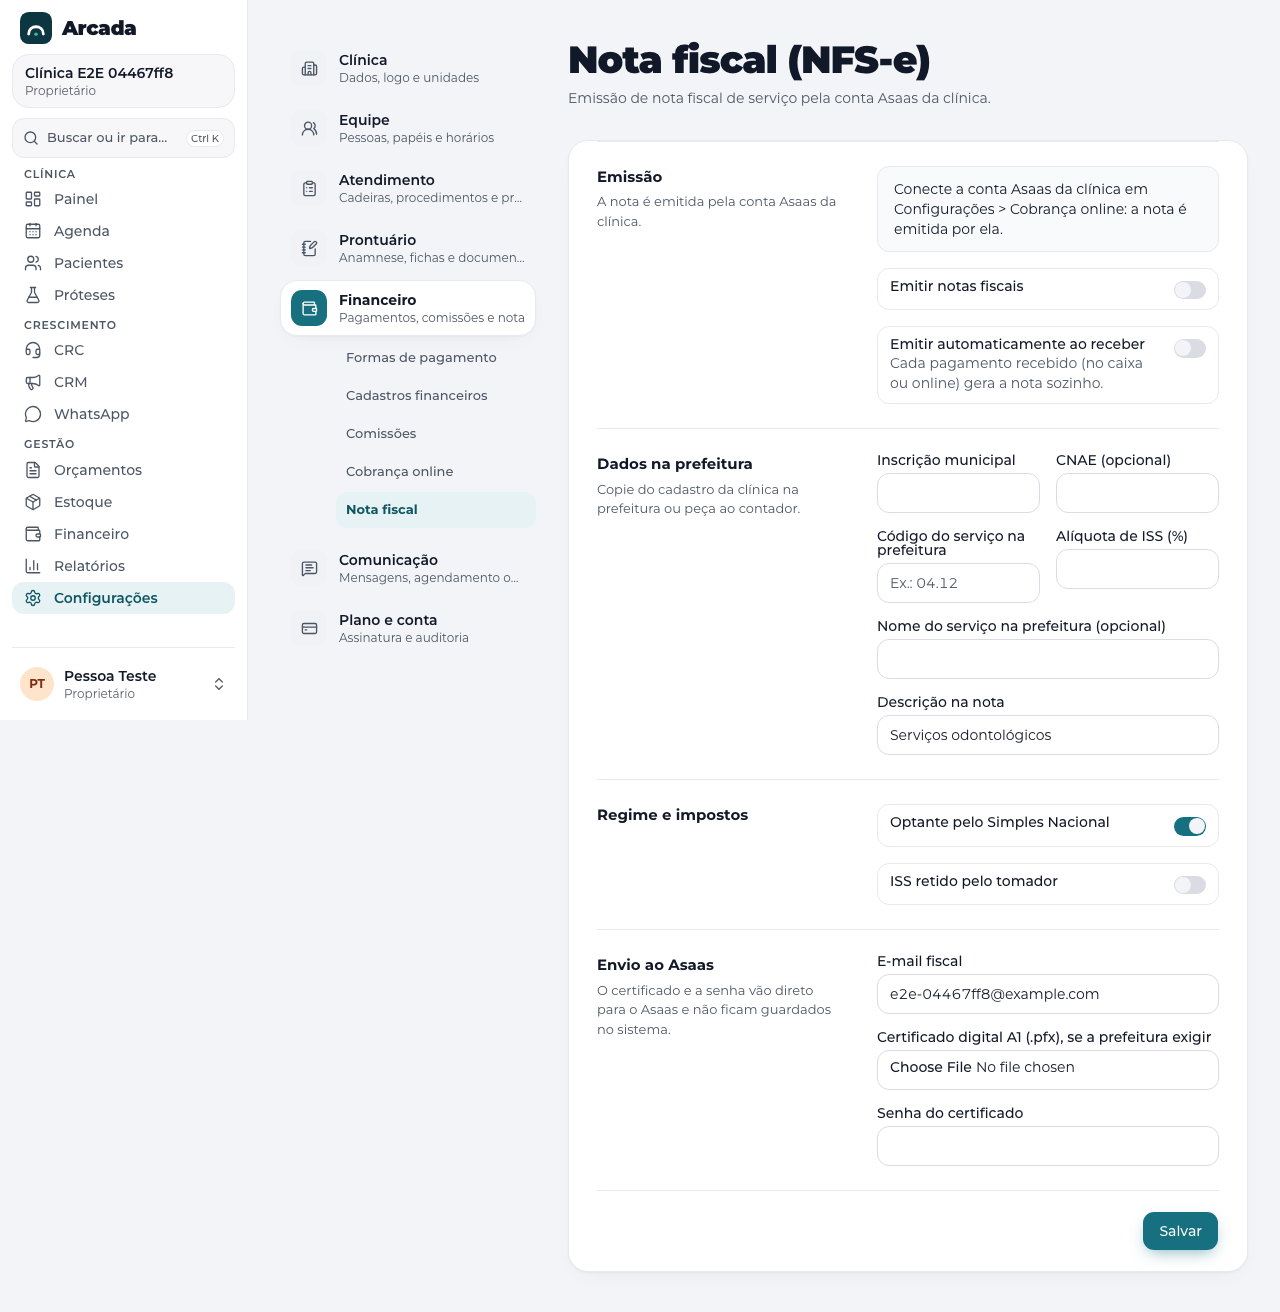 Arcada
Clínica E2E 04467ff8
Proprietário
Buscar ou ir para...
Ctrl K
CLÍNICA
Painel
Agenda
Pacientes
Próteses
CRESCIMENTO
CRC
CRM
WhatsApp
GESTÃO
Orçamentos
Estoque
Financeiro
Relatórios
Configurações
PT
Pessoa Teste
Proprietário
Clínica
Dados, logo e unidades
Equipe
Pessoas, papéis e horários
Atendimento
Cadeiras, procedimentos e pr...
Prontuário
Anamnese, fichas e documen...
Financeiro
Pagamentos, comissões e nota
Formas de pagamento
Cadastros financeiros
Comissões
Cobrança online
Nota fiscal
Comunicação
Mensagens, agendamento o...
Plano e conta
Assinatura e auditoria
Nota fiscal (NFS-e)
Emissão de nota fiscal de serviço pela conta Asaas da clínica.
Emissão
A nota é emitida pela conta Asaas da
clínica.
Conecte a conta Asaas da clínica em
Configurações > Cobrança online: a nota é
emitida por ela.
Emitir notas fiscais
Emitir automaticamente ao receber
Cada pagamento recebido (no caixa
ou online) gera a nota sozinho.
Dados na prefeitura
Copie do cadastro da clínica na
prefeitura ou peça ao contador.
Inscrição municipal
CNAE (opcional)
Código do serviço na
prefeitura
Ex.: 04.12
Alíquota de ISS (%)
Nome do serviço na prefeitura (opcional)
Descrição na nota
Serviços odontológicos
Regime e impostos
Optante pelo Simples Nacional
ISS retido pelo tomador
Envio ao Asaas
O certificado e a senha vão direto
para o Asaas e não ficam guardados
no sistema.
E-mail fiscal
e2e-04467ff8@example.com
Certificado digital A1 (.pfx), se a prefeitura exigir
Choose File No file chosen
Senha do certificado
Salvar